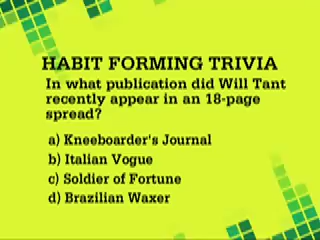 HABIT FORMING TRIVIA
In what publication did Will Tant
recently appear in an 18-page
spread?
a) Kneeboarder's Journal
b) Italian Vogue
c) Soldier of Fortune
d) Brazilian Waxer